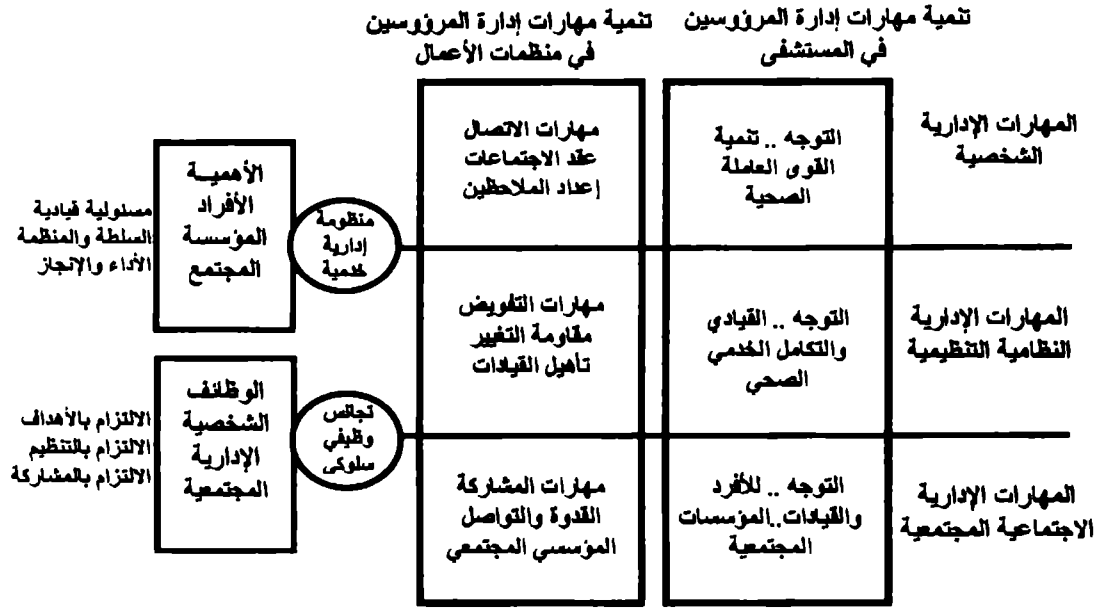 تنمية مهارات إدارة المرؤوسين
في المستشفى
تنمية مهارات إدارة المرؤوسين
في منظمات الأعمال
المهارات الإدارية
الشخصية
التوجه .. تنمية
القوى العاملة
الصحية
مهارات الاتصال
عقد الاجتماعات
إعداد الملاحظين
المهارات الإدارية
النظامية التنظيمية
التوجه .. القيادي
والتكامل الخدمي
الصحي
مهارات التفويض
مقاومة التغيير
تأهيل القيادات
المهارات الإدارية
الاجتماعية المجتمعية
التوجه .. للأفرد
والقيادات..المؤسسات
المجتمعية
مهارات المشاركة
القدوة والتواصل
المؤسسي المجتمعي
منظومة
إدارية
خدمية
الأهميـة
الأفراد
المؤسسة
المجتمع
مسئولية قيادية
السلطة والمنظمة
الأداء والإنجاز
تجانس
وظيفي
سلوكى
الوظائف
الشخصية
الإدارية
المجتمعية
الالتزام بالأهداف
الالتزام بالتنظيم
الالتزام بالمشاركة